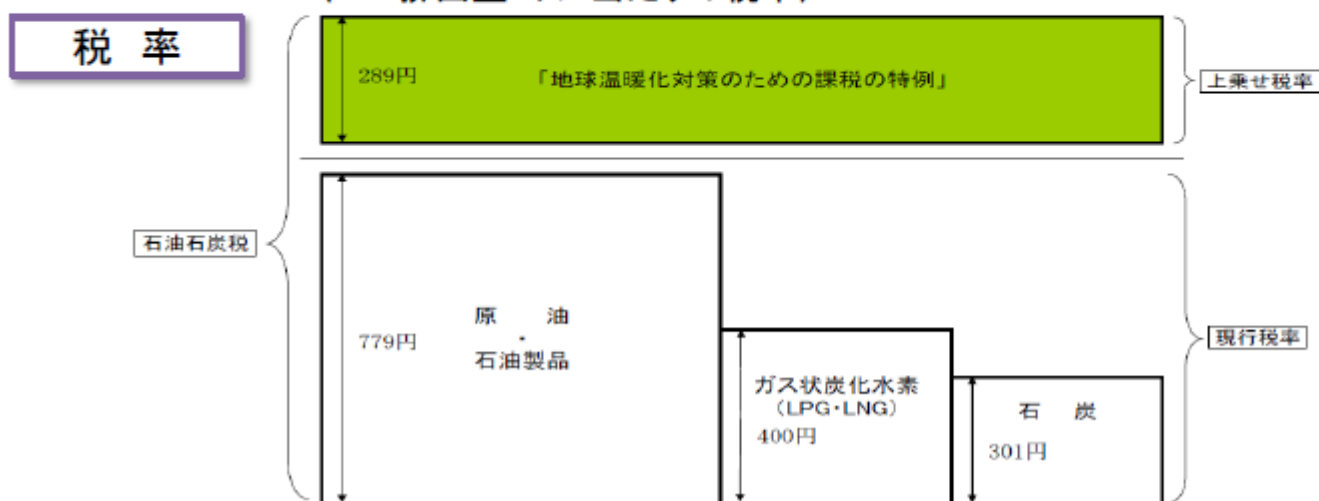 税 率
289円
「地球温暖化対策のための課税の特例」
上乗せ税率
石油石炭税
779円
原 油
・
石油製品
現行税率
ガス状炭化水素
(LPG・LNG)
400円
石 炭
301円